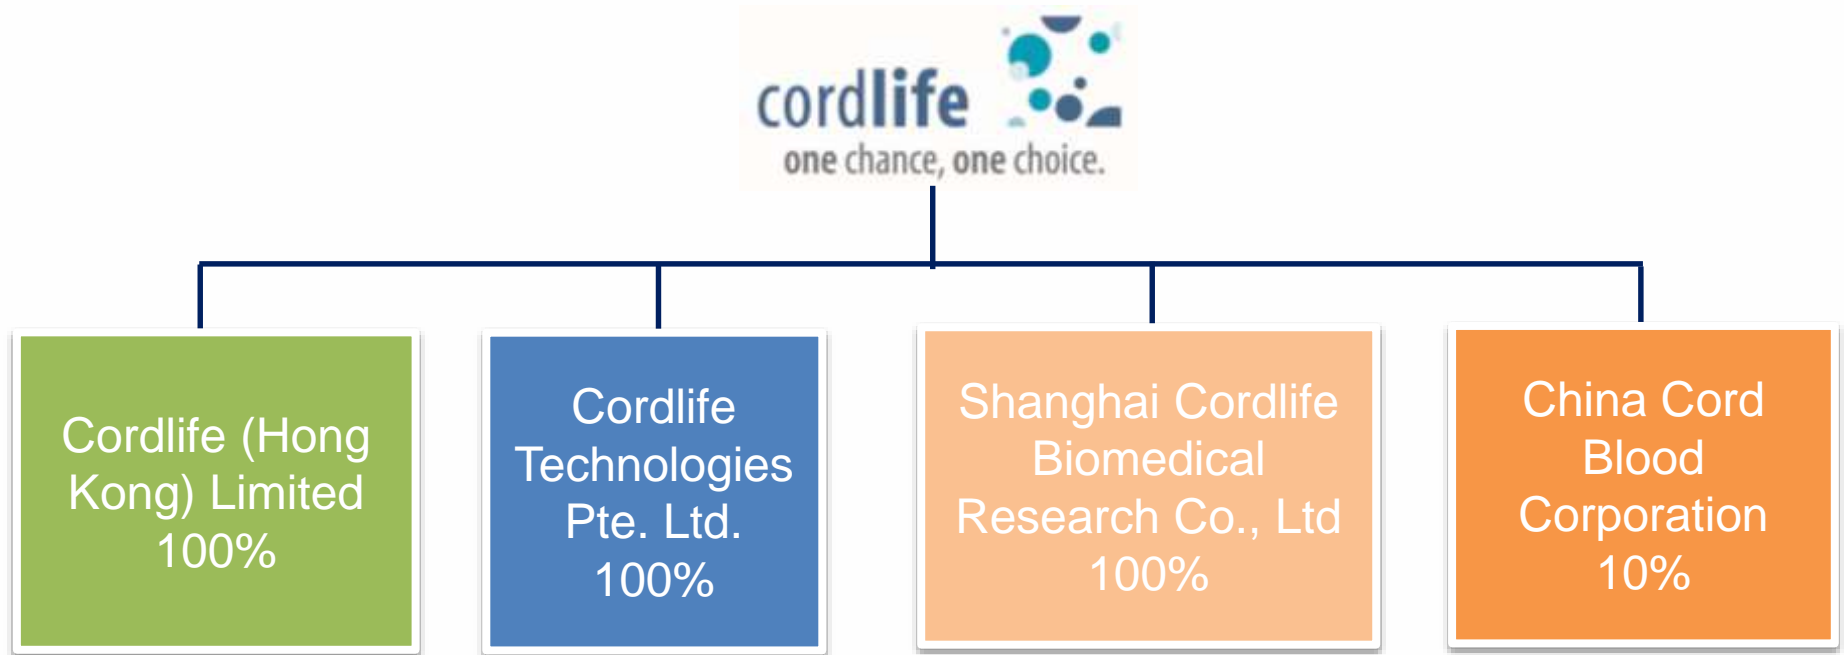 cordlife
one chance, one choice.
Cordlife (Hong
Kong) Limited
100%
Cordlife
Technologies
Pte. Ltd.
100%
Shanghai Cordlife
Biomedical
Research Co., Ltd
100%
China Cord
Blood
Corporation
10%